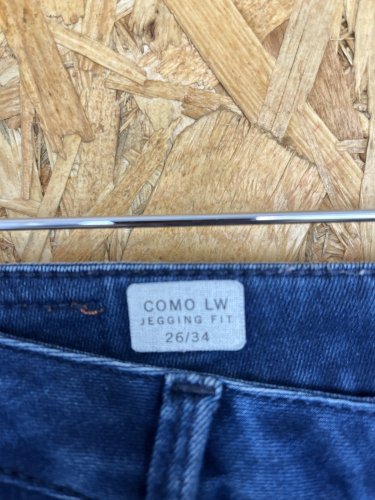 COMO LW
JEGGING FIT
26/34